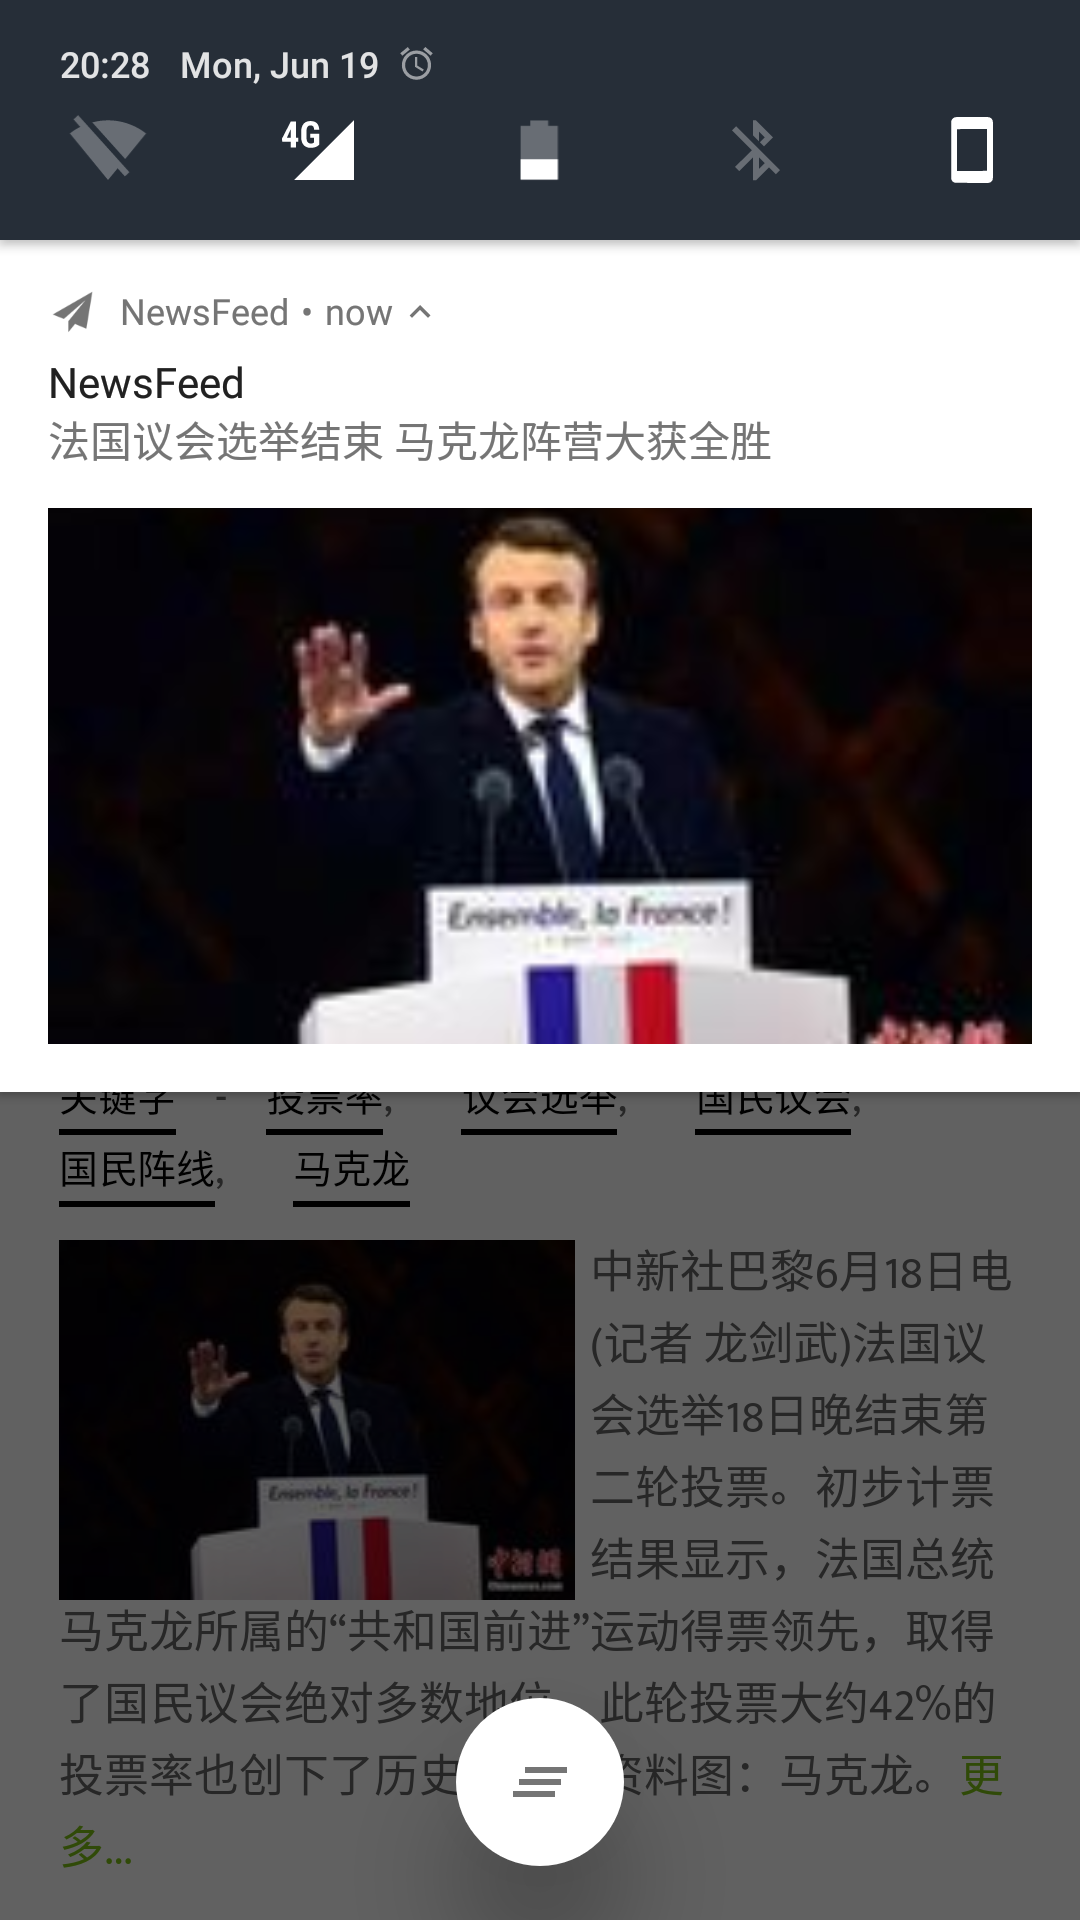 20:28 Mon, Jun 19
4G
NewsFeed • now
NewsFeed
法国议会选举结束 马克龙阵营大获全胜
Ensemble, la France!
关键字 - 投票率, 议会选举, 国民议会,
国民阵线, 马克龙
Ensemble, la France!
中新网
中新社巴黎6月18日电
(记者 龙剑武)法国议
会选举18日晚结束第
二轮投票。初步计票
结果显示，法国总统
马克龙所属的“共和国前进”运动得票领先，取得
了国民议会绝对多数地位 此轮投票大约42%的
投票率也创下了历史 资料图：马克龙。更
多...